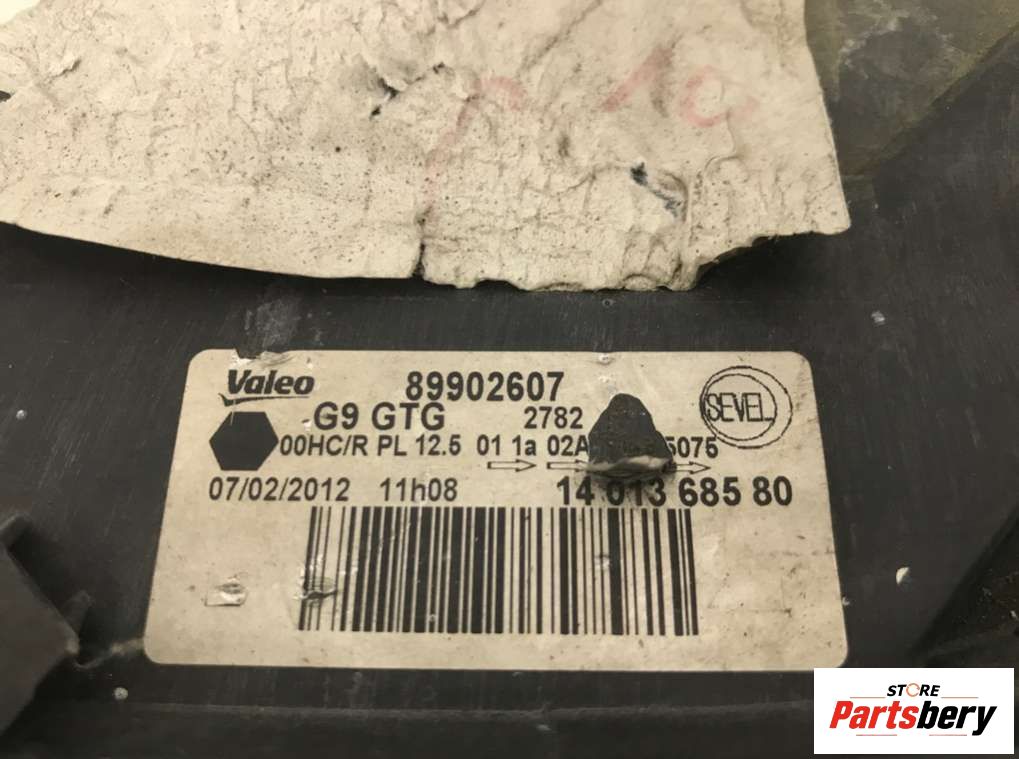 Valeo 89902607 SEVEL
G9 GTG 2782
00HC/R PL 12.5 01 1a 5075
07/02/2012 11h08 14 013 685 80
STORE
Partsbery